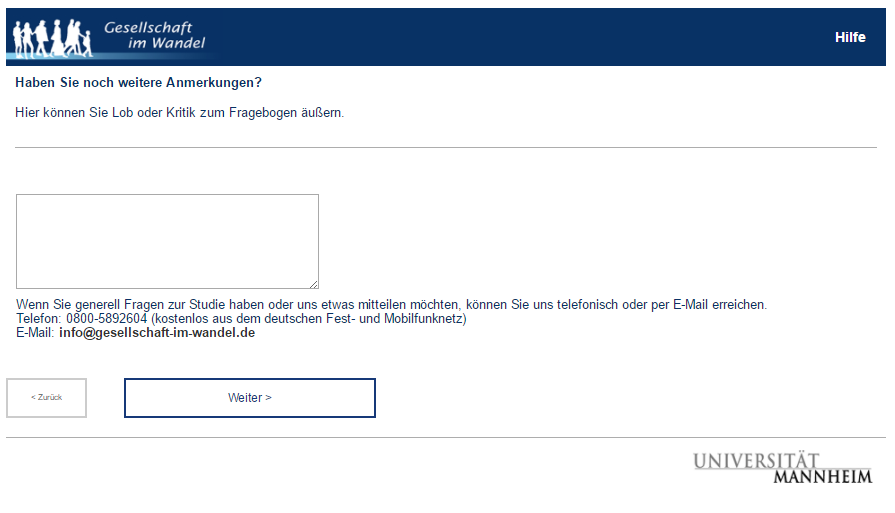 Gesellschaft
im Wandel
Hilfe
Haben Sie noch weitere Anmerkungen?
Hier können Sie Lob oder Kritik zum Fragebogen äußern.
Wenn Sie generell Fragen zur Studie haben oder uns etwas mitteilen möchten, können Sie uns telefonisch oder per E-Mail erreichen.
Telefon: 0800-5892604 (kostenlos aus dem deutschen Fest- und Mobilfunknetz)
E-Mail: info@gesellschaft-im-wandel.de
< Zurück
Weiter >
UNIVERSITÄT
MANNHEIM